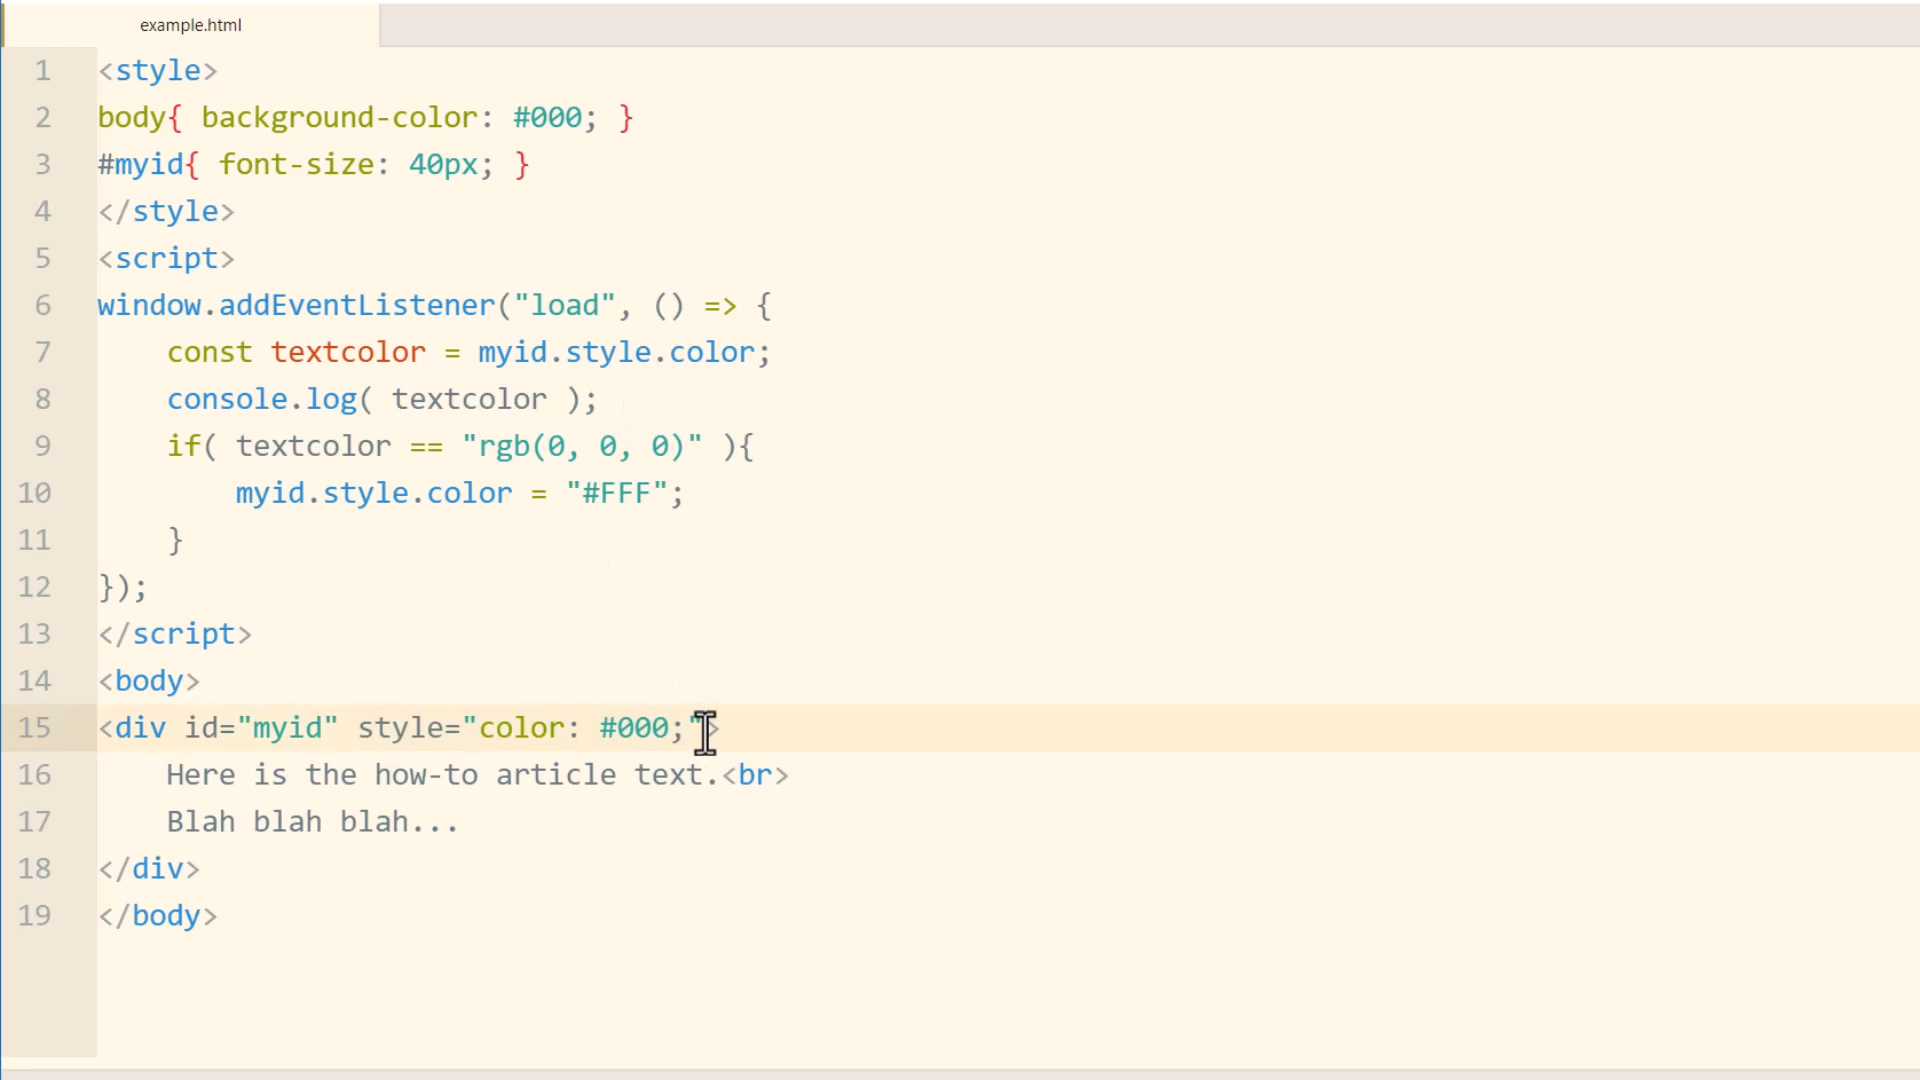 example.html
1 <style>
2 body{ background-color: #000; }
3 #myid{ font-size: 40px; }
4 </style>
5 <script>
6 window.addEventListener("load", () => {
7     const textcolor = myid.style.color;
8     console.log( textcolor );
9     if( textcolor == "rgb(0, 0, 0)" ){
10         myid.style.color = "#FFF";
11     }
12 });
13 </script>
14 <body>
15 <div id="myid" style="color: #000;">
16     Here is the how-to article text.<br>
17     Blah blah blah...
18 </div>
19 </body>